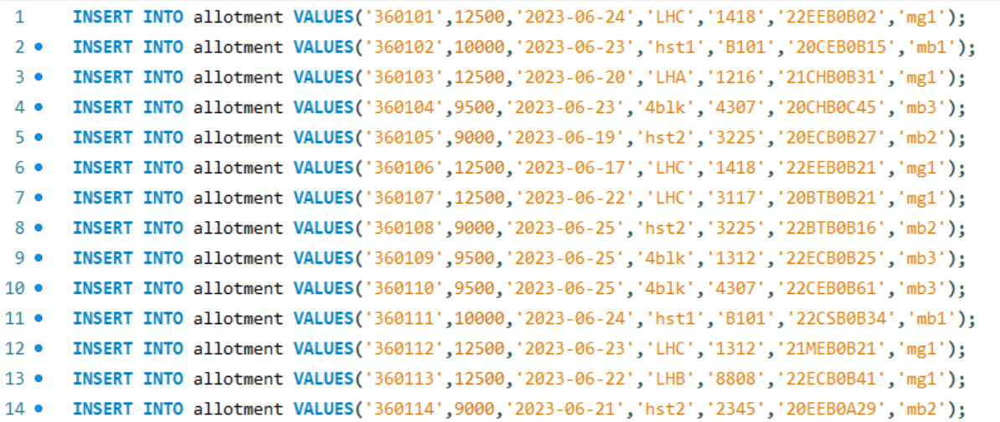 1 INSERT INTO allotment VALUES('360101',12500,'2023-06-24','LHC','1418','22EEB0B02','mg1');
2 INSERT INTO allotment VALUES('360102',10000,'2023-06-23','hst1','B101','20CEB0B15','mb1');
3 INSERT INTO allotment VALUES('360103',12500,'2023-06-20','LHA','1216','21CHB0B31','mg1');
4 INSERT INTO allotment VALUES('360104',9500,'2023-06-23','4blk','4307','20CHB0C45','mb3');
5 INSERT INTO allotment VALUES('360105',9000,'2023-06-19','hst2','3225','20ECB0B27','mb2');
6 INSERT INTO allotment VALUES('360106',12500,'2023-06-17','LHC','1418','22EEB0B21','mg1');
7 INSERT INTO allotment VALUES('360107',12500,'2023-06-22','LHC','3117','20BTB0B21','mg1');
8 INSERT INTO allotment VALUES('360108',9000,'2023-06-25','hst2','3225','22BTB0B16','mb2');
9 INSERT INTO allotment VALUES('360109',9500,'2023-06-25','4blk','1312','22ECB0B25','mb3');
10 INSERT INTO allotment VALUES('360110',9500,'2023-06-25','4blk','4307','22CEB0B61','mb3');
11 INSERT INTO allotment VALUES('360111',10000,'2023-06-24','hst1','B101','22CSB0B34','mb1');
12 INSERT INTO allotment VALUES('360112',12500,'2023-06-23','LHC','1312','21MEB0B21','mg1');
13 INSERT INTO allotment VALUES('360113',12500,'2023-06-22','LHB','8808','22ECB0B41','mg1');
14 INSERT INTO allotment VALUES('360114',9000,'2023-06-21','hst2','2345','20EEB0A29','mb2');